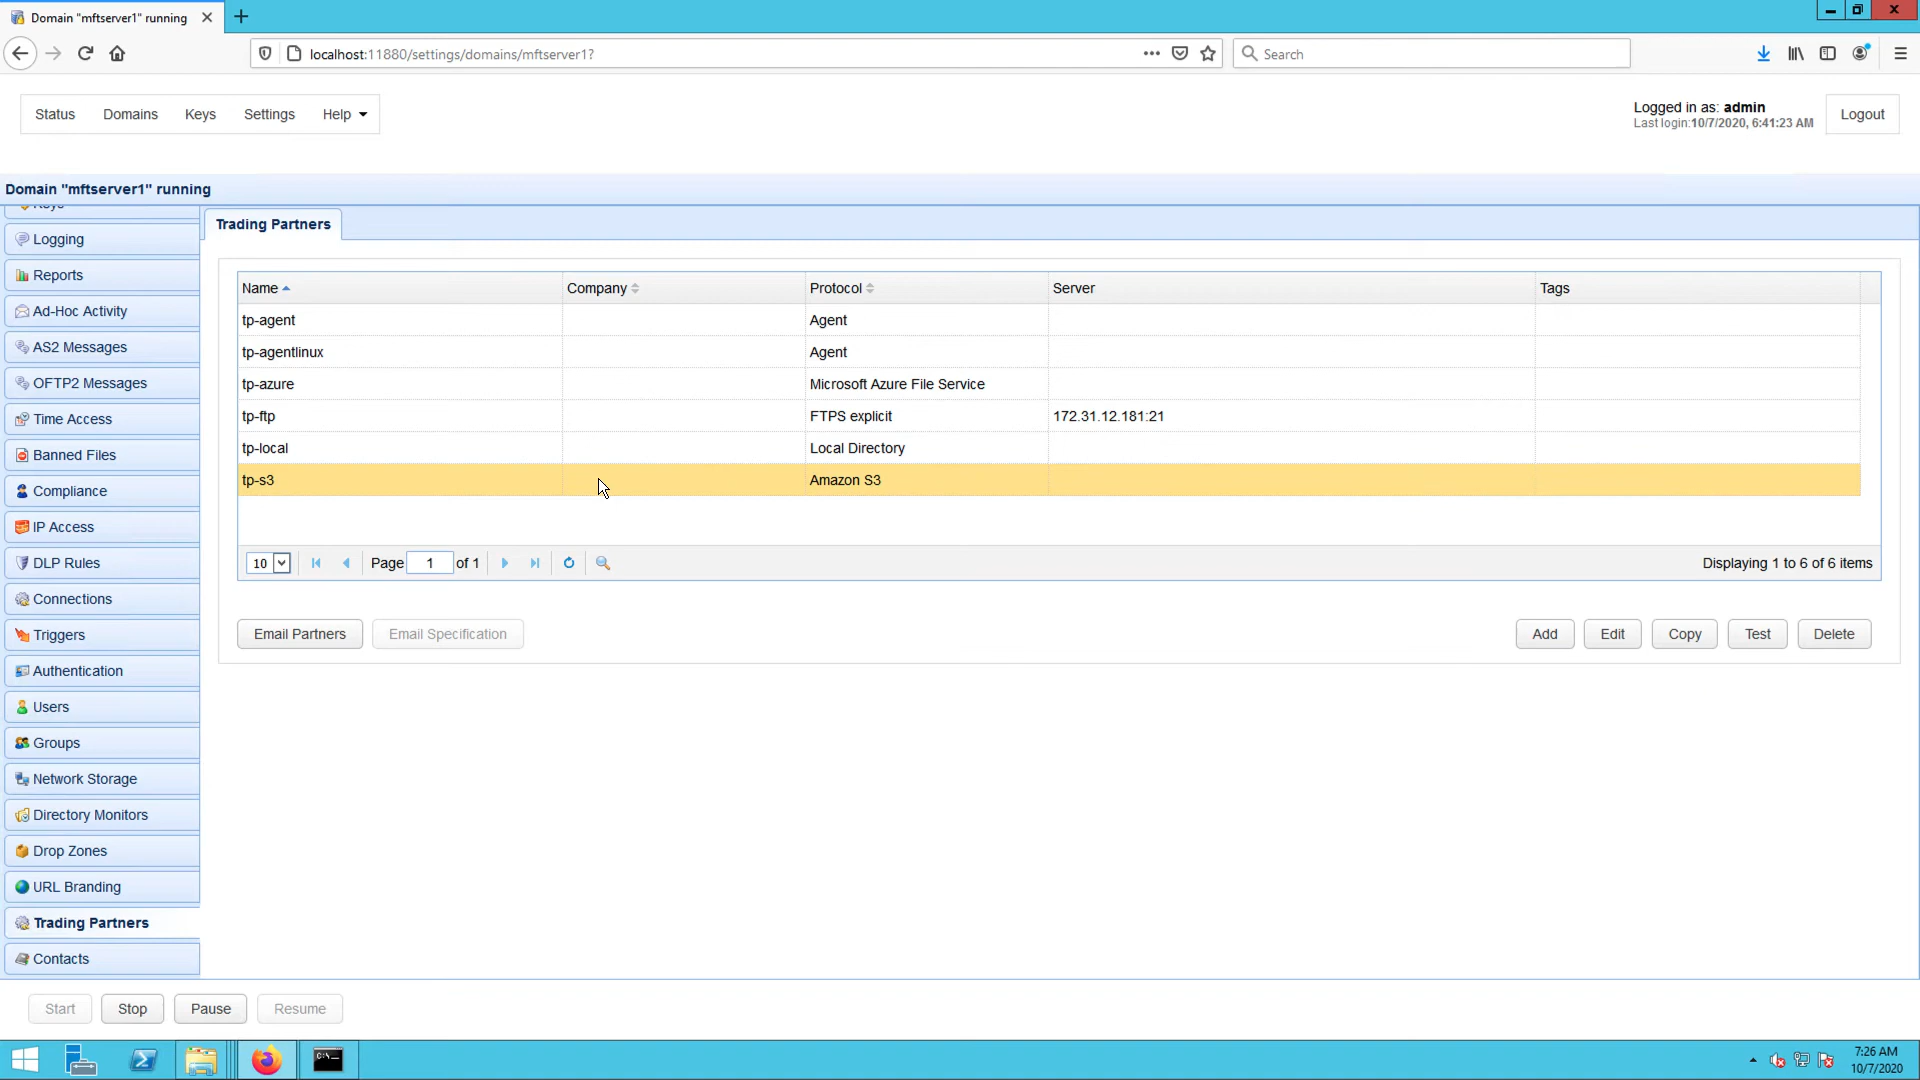 Domain "mftserver1" running
localhost:11880/settings/domains/mftserver1?
Search
Status
Domains
Keys
Settings
Help
Logged in as: admin
Last login:10/7/2020, 6:41:23 AM
Logout
Domain "mftserver1" running
Keys
Logging
Reports
Ad-Hoc Activity
AS2 Messages
OFTP2 Messages
Time Access
Banned Files
Compliance
IP Access
DLP Rules
Connections
Triggers
Authentication
Users
Groups
Network Storage
Directory Monitors
Drop Zones
URL Branding
Trading Partners
Contacts
Trading Partners
Name Company Protocol Server Tags
tp-agent Agent
tp-agentlinux Agent
tp-azure Microsoft Azure File Service
tp-ftp FTPS explicit 172.31.12.181:21
tp-local Local Directory
tp-s3 Amazon S3
10 Page 1 of 1 Displaying 1 to 6 of 6 items
Email Partners Email Specification Add Edit Copy Test Delete
Start Stop Pause Resume
C:\_
7:26 AM
10/7/2020